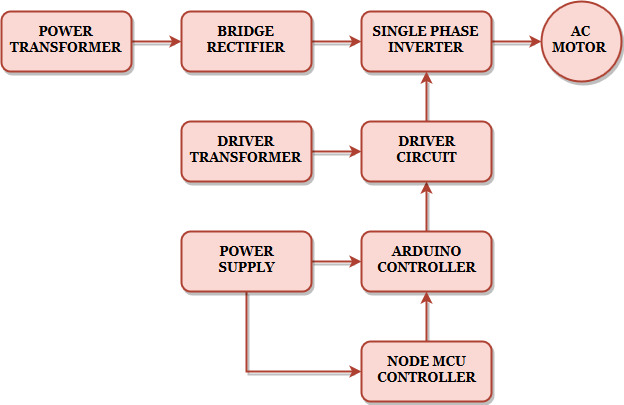 POWER
TRANSFORMER
BRIDGE
RECTIFIER
SINGLE PHASE
INVERTER
AC
MOTOR
DRIVER
TRANSFORMER
DRIVER
CIRCUIT
POWER
SUPPLY
ARDUINO
CONTROLLER
NODE MCU
CONTROLLER